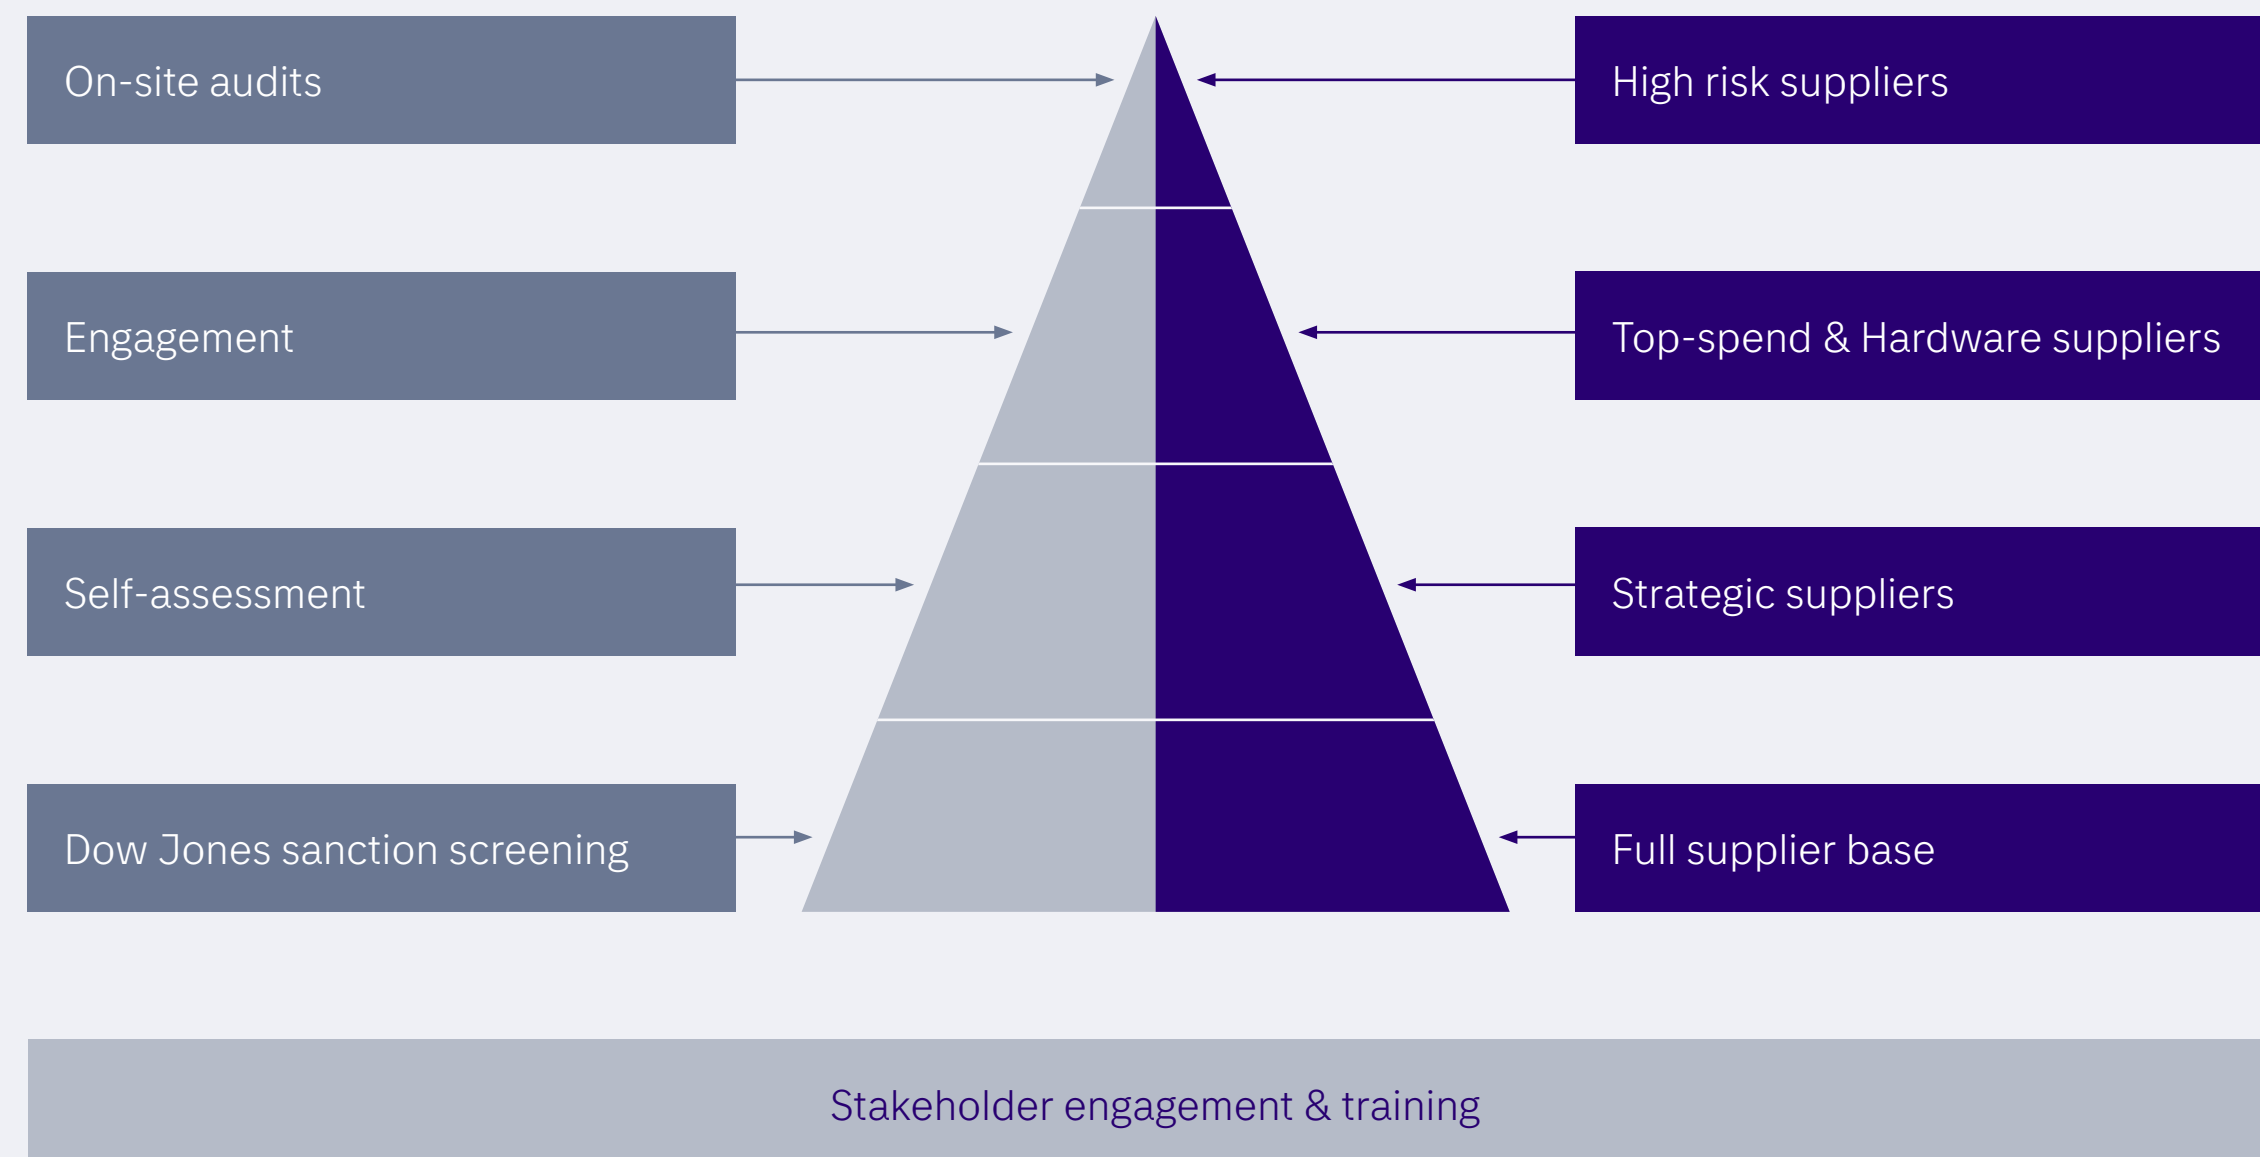 On-site audits
High risk suppliers
Engagement
Top-spend & Hardware suppliers
Self-assessment
Strategic suppliers
Dow Jones sanction screening
Full supplier base
Stakeholder engagement & training